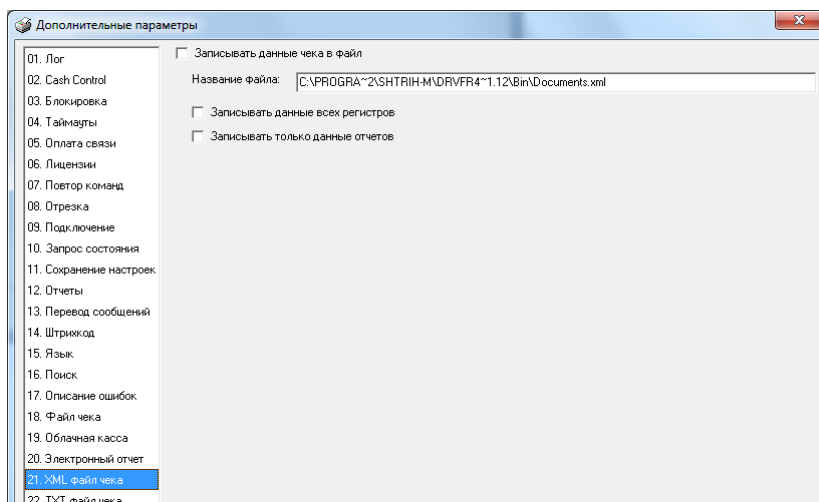 Дополнительные параметры
01. Лог
02. Cash Control
03. Блокировка
04. Таймауты
05. Оплата связи
06. Лицензии
07. Повтор команд
08. Отрезка
09. Подключение
10. Запрос состояния
11. Сохранение настроек
12. Отчеты
13. Перевод сообщений
14. Штрихкод
15. Язык
16. Поиск
17. Описание ошибок
18. Файл чека
19. Облачная касса
20. Электронный отчет
21. XML файл чека
22. TXT файл чека
Записывать данные чека в файл
Название файла: C:\PROGRA~2\SHTRIH-M\DRVFR4~1.12\Bin\Documents.xml
Записывать данные всех регистров
Записывать только данные отчетов